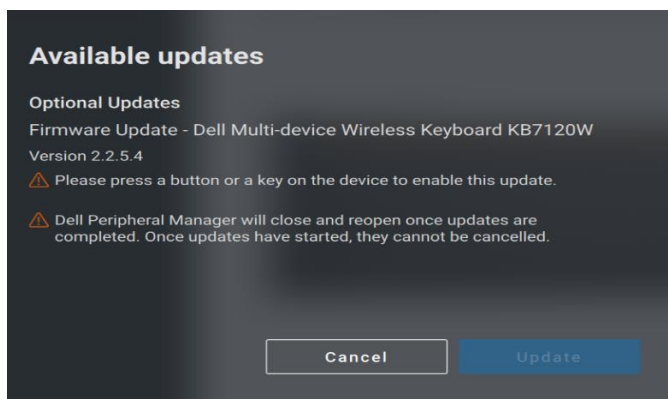 Available updates
Optional Updates
Firmware Update - Dell Multi-device Wireless Keyboard KB7120W
Version 2.2.5.4
Please press a button or a key on the device to enable this update.
Dell Peripheral Manager will close and reopen once updates are
completed. Once updates have started, they cannot be cancelled.
Cancel
Update